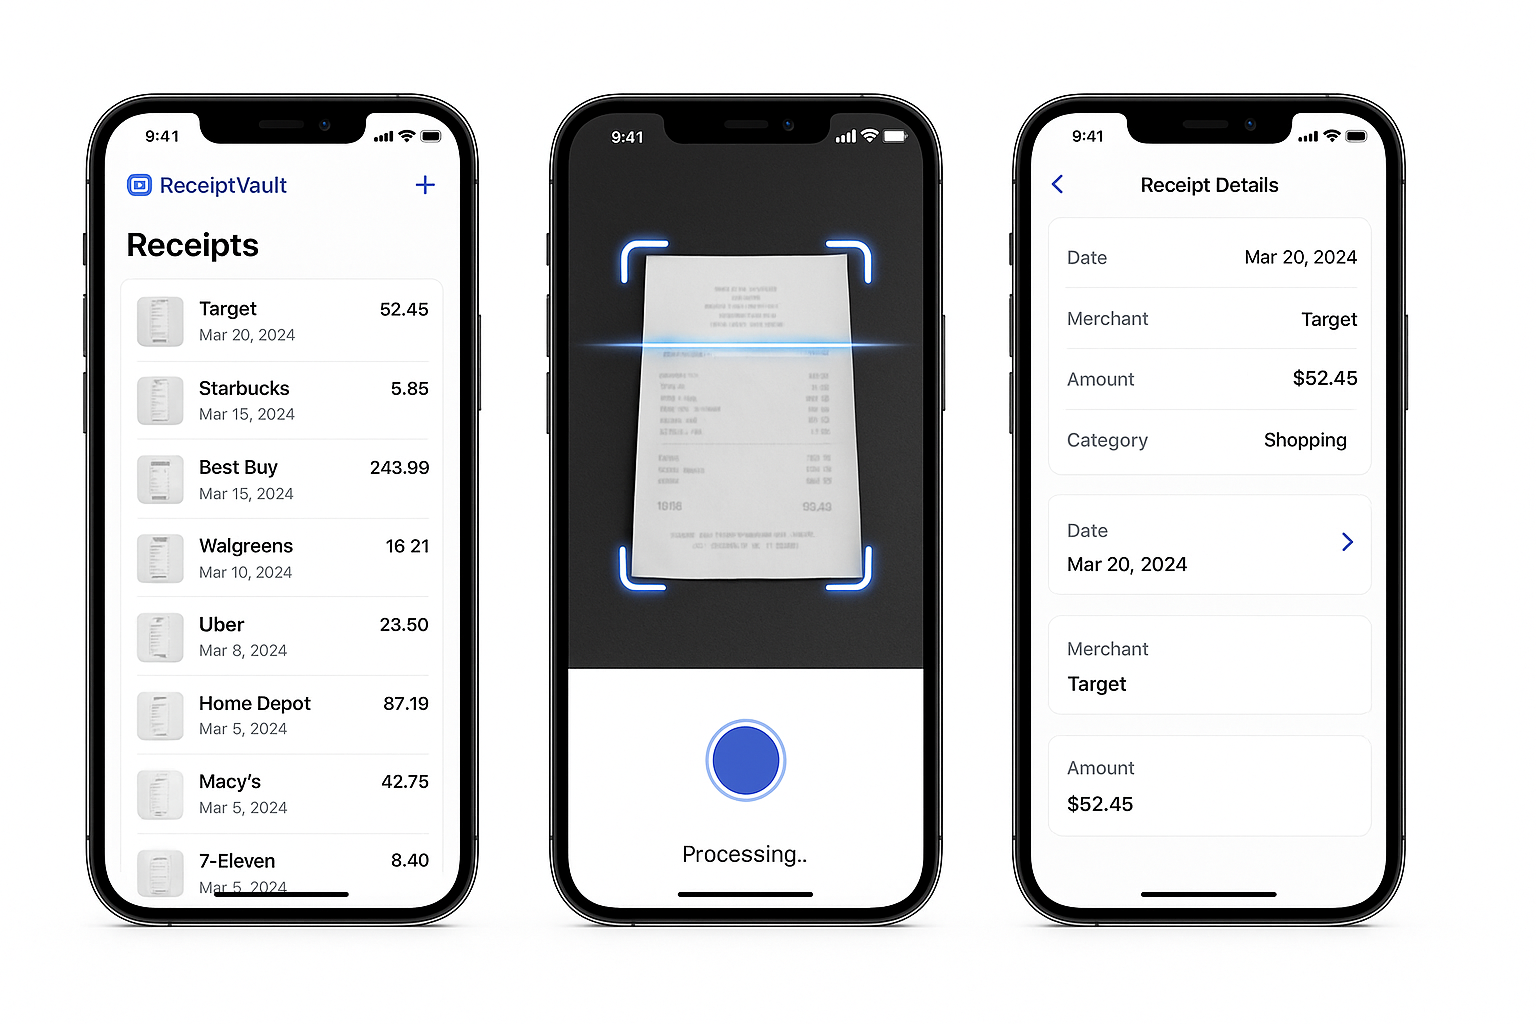 9:41
ReceiptVault
Receipts
Target 52.45
Mar 20, 2024
Starbucks 5.85
Mar 15, 2024
Best Buy 243.99
Mar 15, 2024
Walgreens 16 21
Mar 10, 2024
Uber 23.50
Mar 8, 2024
Home Depot 87.19
Mar 5, 2024
Macy's 42.75
Mar 5, 2024
7-Eleven 8.40
Mar 5, 2024
9:41
Processing..
9:41
Receipt Details
Date Mar 20, 2024
Merchant Target
Amount $52.45
Category Shopping
Date
Mar 20, 2024
Merchant
Target
Amount
$52.45